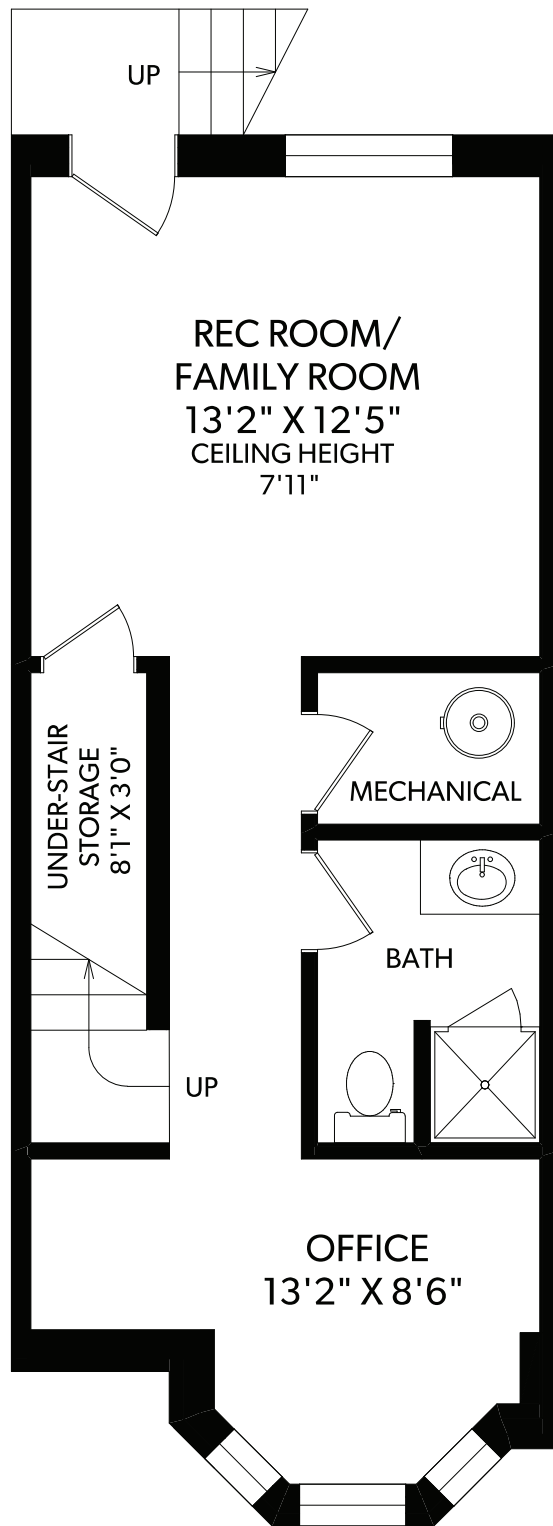 UP
REC ROOM/
FAMILY ROOM
13'2" X 12'5"
CEILING HEIGHT
7'11"
UNDER-STAIR
STORAGE
8'1" X 3'0"
MECHANICAL
BATH
UP
OFFICE
13'2" X 8'6"